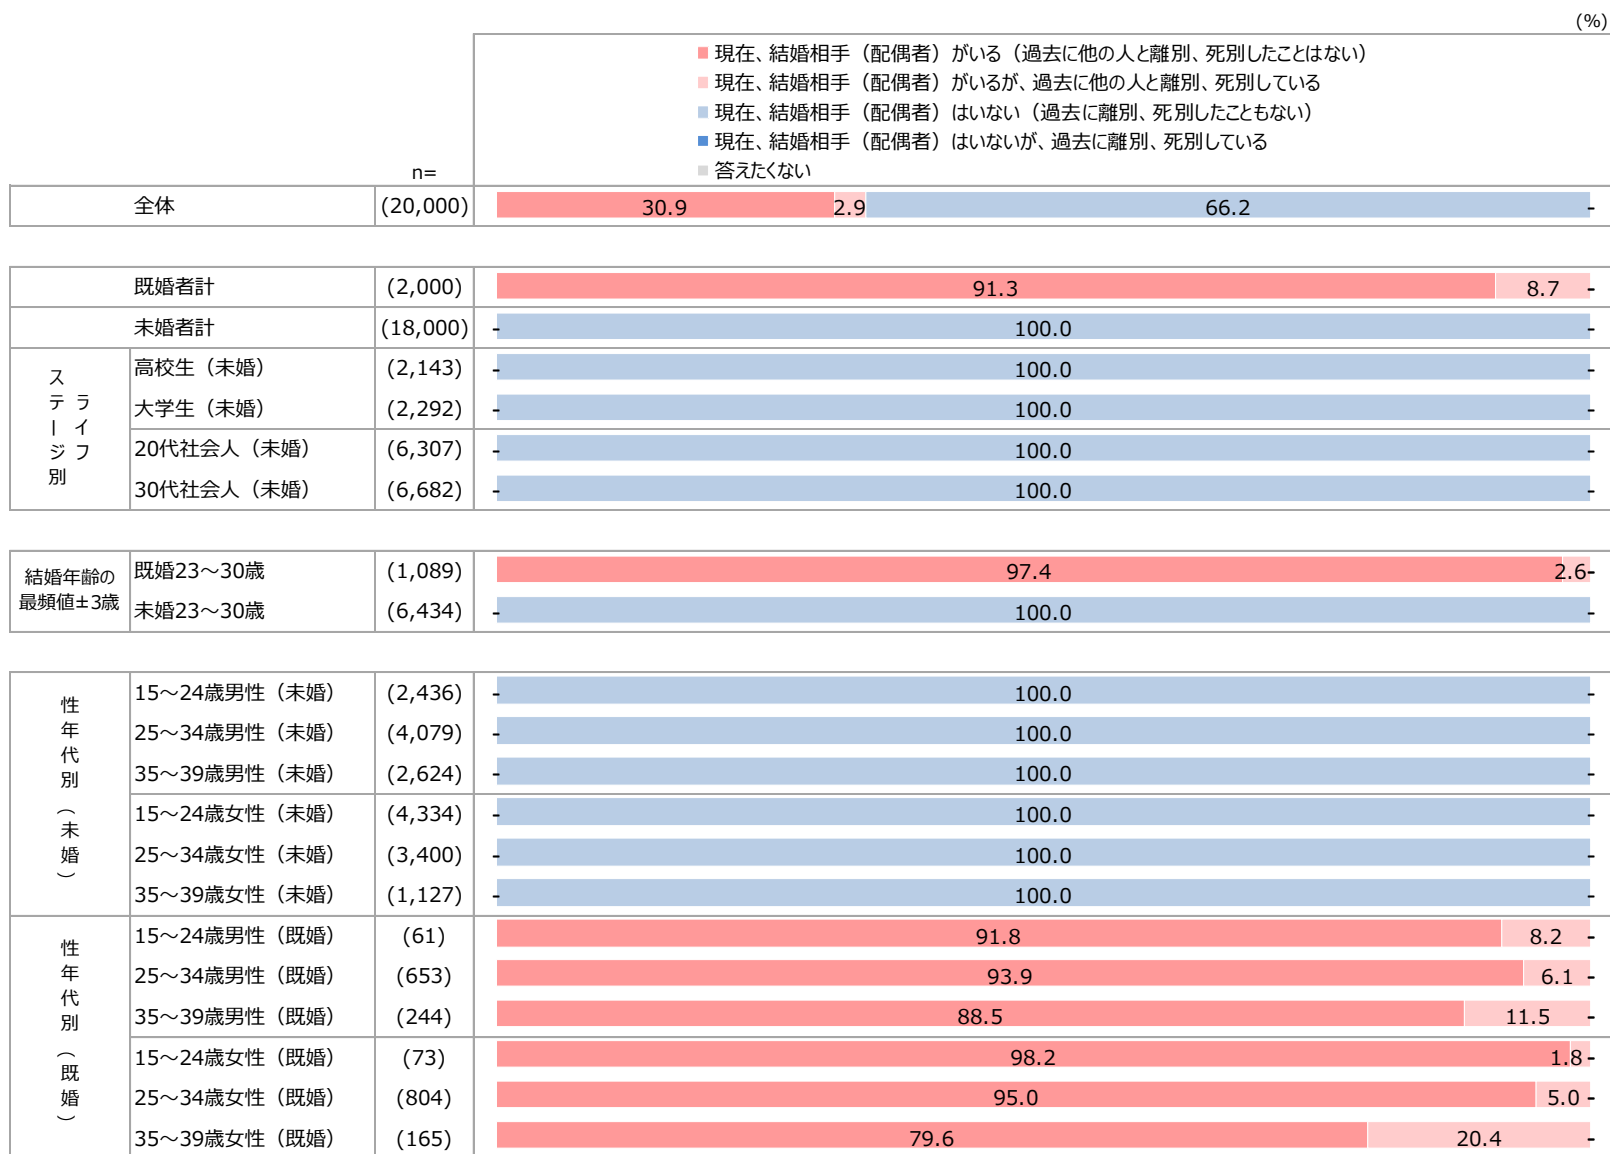 (%)
現在、結婚相手（配偶者）がいる（過去に他の人と離別、死別したことはない）
現在、結婚相手（配偶者）がいるが、過去に他の人と離別、死別している
現在、結婚相手（配偶者）はいない（過去に離別、死別したこともない）
現在、結婚相手（配偶者）はいないが、過去に離別、死別している
n= 答えたくない
全体 (20,000) 30.9 2.9 66.2 -
既婚者計 (2,000) 91.3 8.7 -
未婚者計 (18,000) - 100.0 -
ライフステージ別
高校生（未婚） (2,143) - 100.0 -
大学生（未婚） (2,292) - 100.0 -
20代社会人（未婚） (6,307) - 100.0 -
30代社会人（未婚） (6,682) - 100.0 -
結婚年齢の
最頻値±3歳
既婚23～30歳 (1,089) 97.4 2.6 -
未婚23～30歳 (6,434) - 100.0 -
性年代別（未婚）
15～24歳男性（未婚） (2,436) - 100.0 -
25～34歳男性（未婚） (4,079) - 100.0 -
35～39歳男性（未婚） (2,624) - 100.0 -
15～24歳女性（未婚） (4,334) - 100.0 -
25～34歳女性（未婚） (3,400) - 100.0 -
35～39歳女性（未婚） (1,127) - 100.0 -
性年代別（既婚）
15～24歳男性（既婚） (61) 91.8 8.2 -
25～34歳男性（既婚） (653) 93.9 6.1 -
35～39歳男性（既婚） (244) 88.5 11.5 -
15～24歳女性（既婚） (73) 98.2 1.8 -
25～34歳女性（既婚） (804) 95.0 5.0 -
35～39歳女性（既婚） (165) 79.6 20.4 -